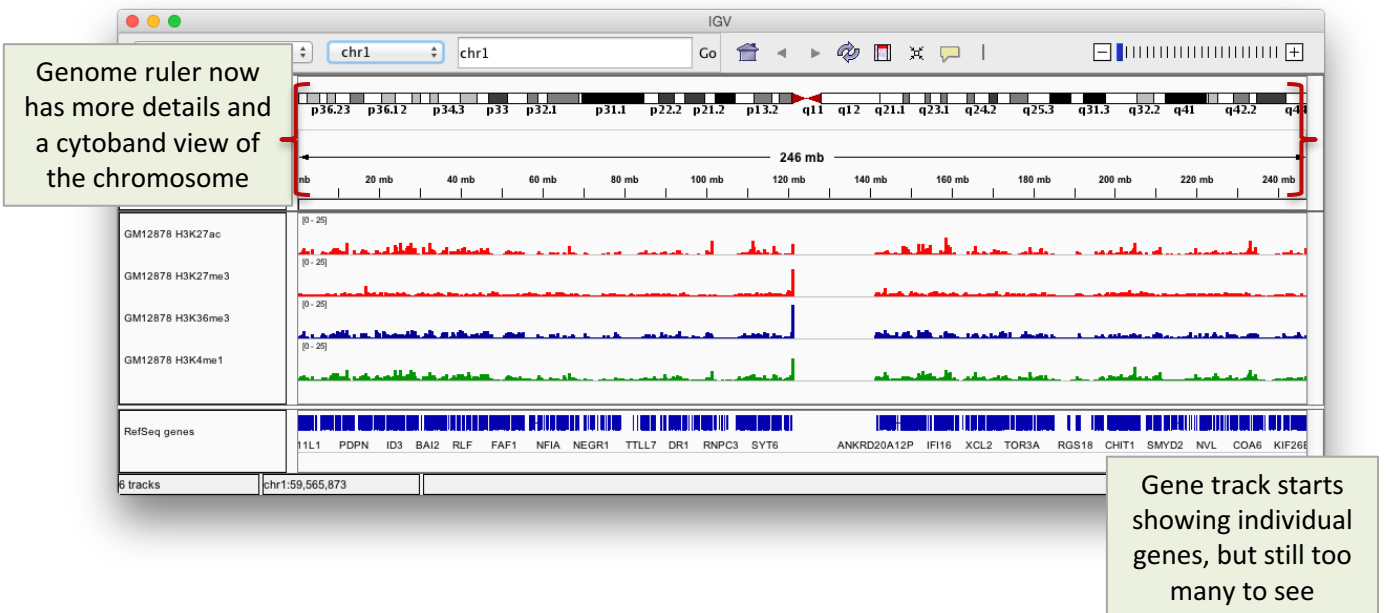 IGV
chr1
chr1
Go
Genome ruler now
has more details and
a cytoband view of
the chromosome
p36.23 p36.12 p34.3 p33 p32.1 p31.1 p22.2 p21.2 p13.2 q11 q12 q21.1 q23.1 q24.2 q25.3 q31.3 q32.2 q41 q42.2 q44
246 mb
mb 20 mb 40 mb 60 mb 80 mb 100 mb 120 mb 140 mb 160 mb 180 mb 200 mb 220 mb 240 mb
[0 - 25]
GM12878 H3K27ac
[0 - 25]
GM12878 H3K27me3
[0 - 25]
GM12878 H3K36me3
[0 - 25]
GM12878 H3K4me1
RefSeq genes
11L1 PDPN ID3 BAI2 RLF FAF1 NFIA NEGR1 TTLL7 DR1 RNPC3 SYT6 ANKRD20A12P IFI16 XCL2 TOR3A RGS18 CHIT1 SMYD2 NVL COA6 KIF26B
6 tracks chr1:59,565,873
Gene track starts
showing individual
genes, but still too
many to see